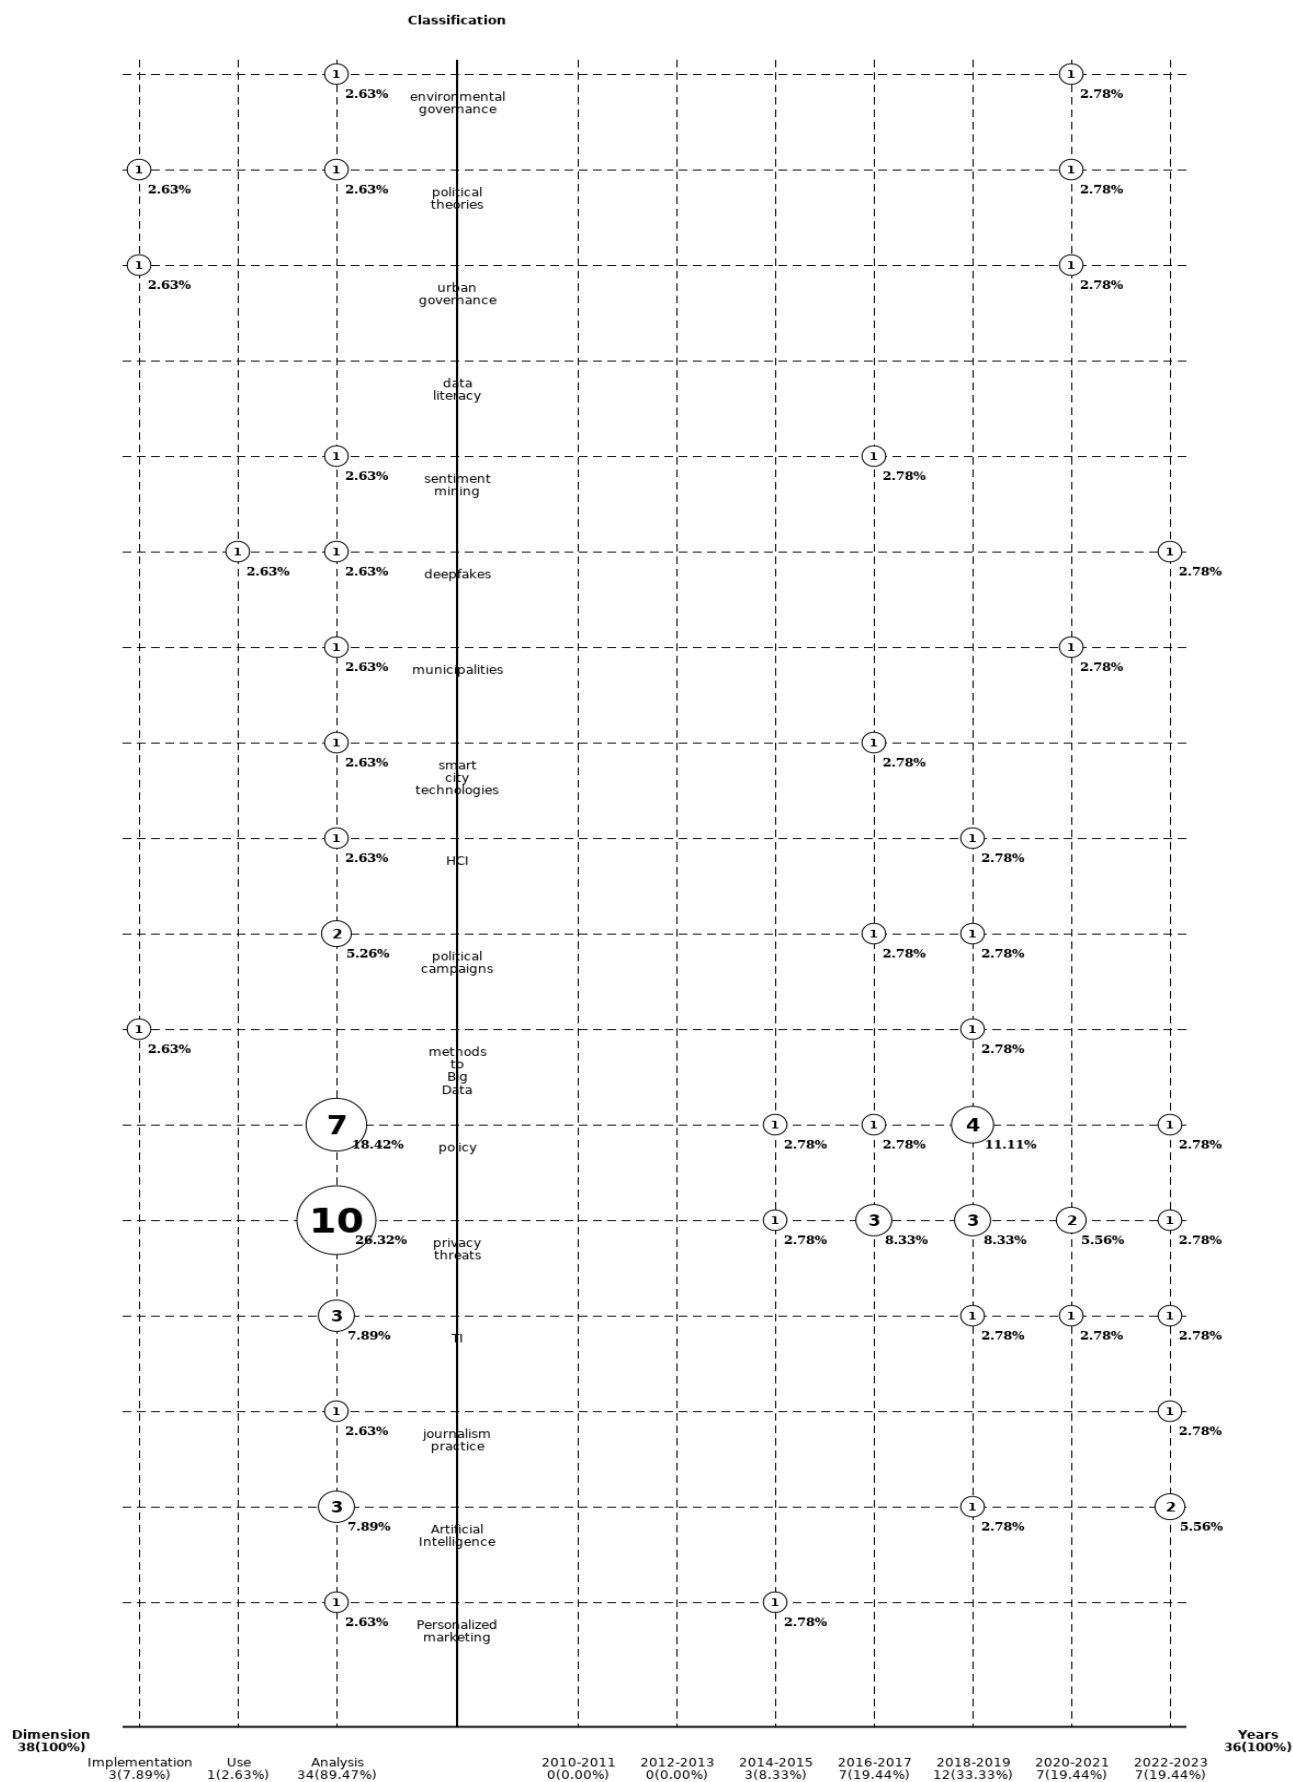 Classification
1 1
2.63% environmental 2.78%
governance
1 1 1
2.63% 2.63% political 2.78%
theories
1 1
2.63% urban 2.78%
governance
data
literacy
1 1
2.63% sentiment 2.78%
mining
1 1 1
2.63% 2.63% deepfakes 2.78%
1 1
2.63% municipalities 2.78%
1 1
2.63% smart 2.78%
city
technologies
1 1
2.63% HCI 2.78%
2 1 1
5.26% political 2.78% 2.78%
campaigns
1 1
2.63% methods 2.78%
to
Big
Data
7 1 1 4 1
18.42% policy 2.78% 2.78% 11.11% 2.78%
10 1 3 3 2 1
26.32% privacy 2.78% 8.33% 8.33% 5.56% 2.78%
threats
3 1 1 1
7.89% TI 2.78% 2.78% 2.78%
1 1
2.63% journalism 2.78%
practice
3 1 2
7.89% Artificial 2.78% 5.56%
Intelligence
1 1
2.63% Personalized 2.78%
marketing
Dimension Years
38(100%) 36(100%)
Implementation Use Analysis 2010-2011 2012-2013 2014-2015 2016-2017 2018-2019 2020-2021 2022-2023
3(7.89%) 1(2.63%) 34(89.47%) 0(0.00%) 0(0.00%) 3(8.33%) 7(19.44%) 12(33.33%) 7(19.44%) 7(19.44%)